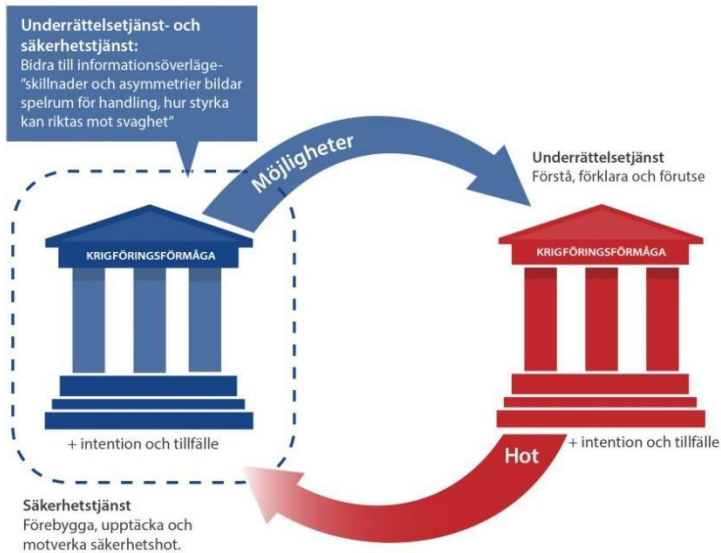 Underrättelsetjänst- och
säkerhetstjänst:
Bidra till informationsöverläge-
"skillnader och asymmetrier bildar
spelrum för handling, hur styrka
kan riktas mot svaghet"
Möjligheter
Underrättelsetjänst
Förstå, förklara och förutse
KRIGFÖRINGSFÖRMÅGA
KRIGFÖRINGSFÖRMÅGA
+ intention och tillfälle
Hot
+ intention och tillfälle
Säkerhetstjänst
Förebygga, upptäcka och
motverka säkerhetshot.